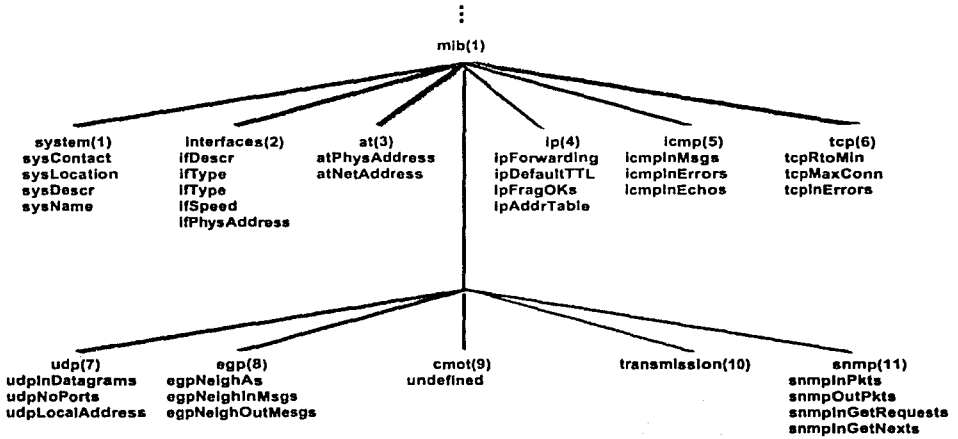 mib(1)
system(1)
sysContact
sysLocation
sysDescr
sysName
interfaces(2)
ifDescr
ifType
ifType
ifSpeed
ifPhysAddress
at(3)
atPhysAddress
atNetAddress
ip(4)
ipForwarding
ipDefaultTTL
ipFragOKs
ipAddrTable
icmp(5)
icmpInMsgs
icmpInErrors
icmpInEchos
tcp(6)
tcpRtoMin
tcpMaxConn
tcpInErrors
udp(7)
udpInDatagrams
udpNoPorts
udpLocalAddress
egp(8)
egpNeighAs
egpNeighInMsgs
egpNeighOutMesgs
cmot(9)
undefined
transmission(10)
snmp(11)
snmpInPkts
snmpOutPkts
snmpInGetRequests
snmpInGetNexts